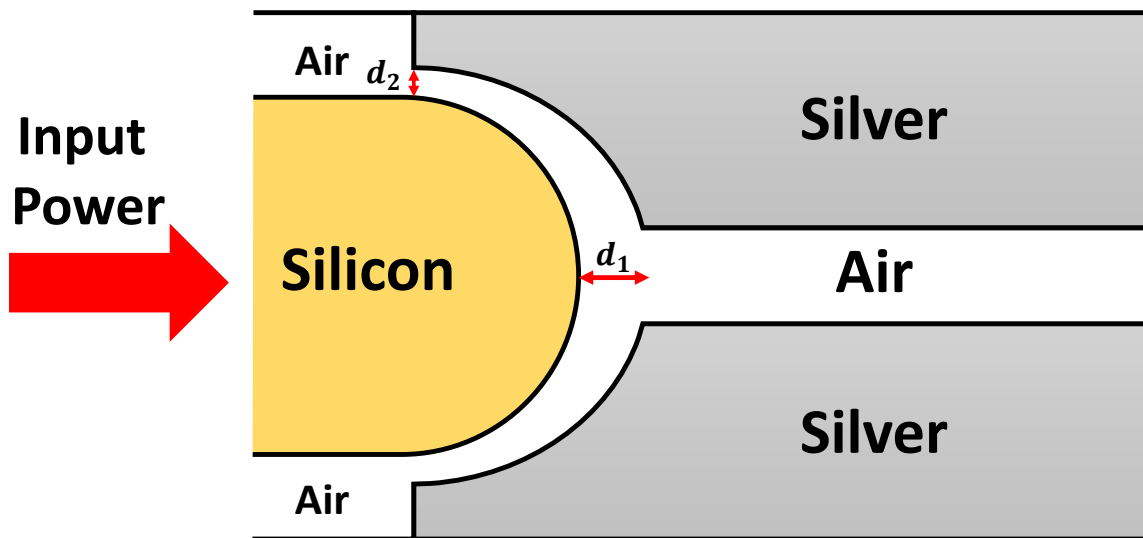 Air
d₂
Silver
Input
Power
Silicon
d₁
Air
Silver
Air